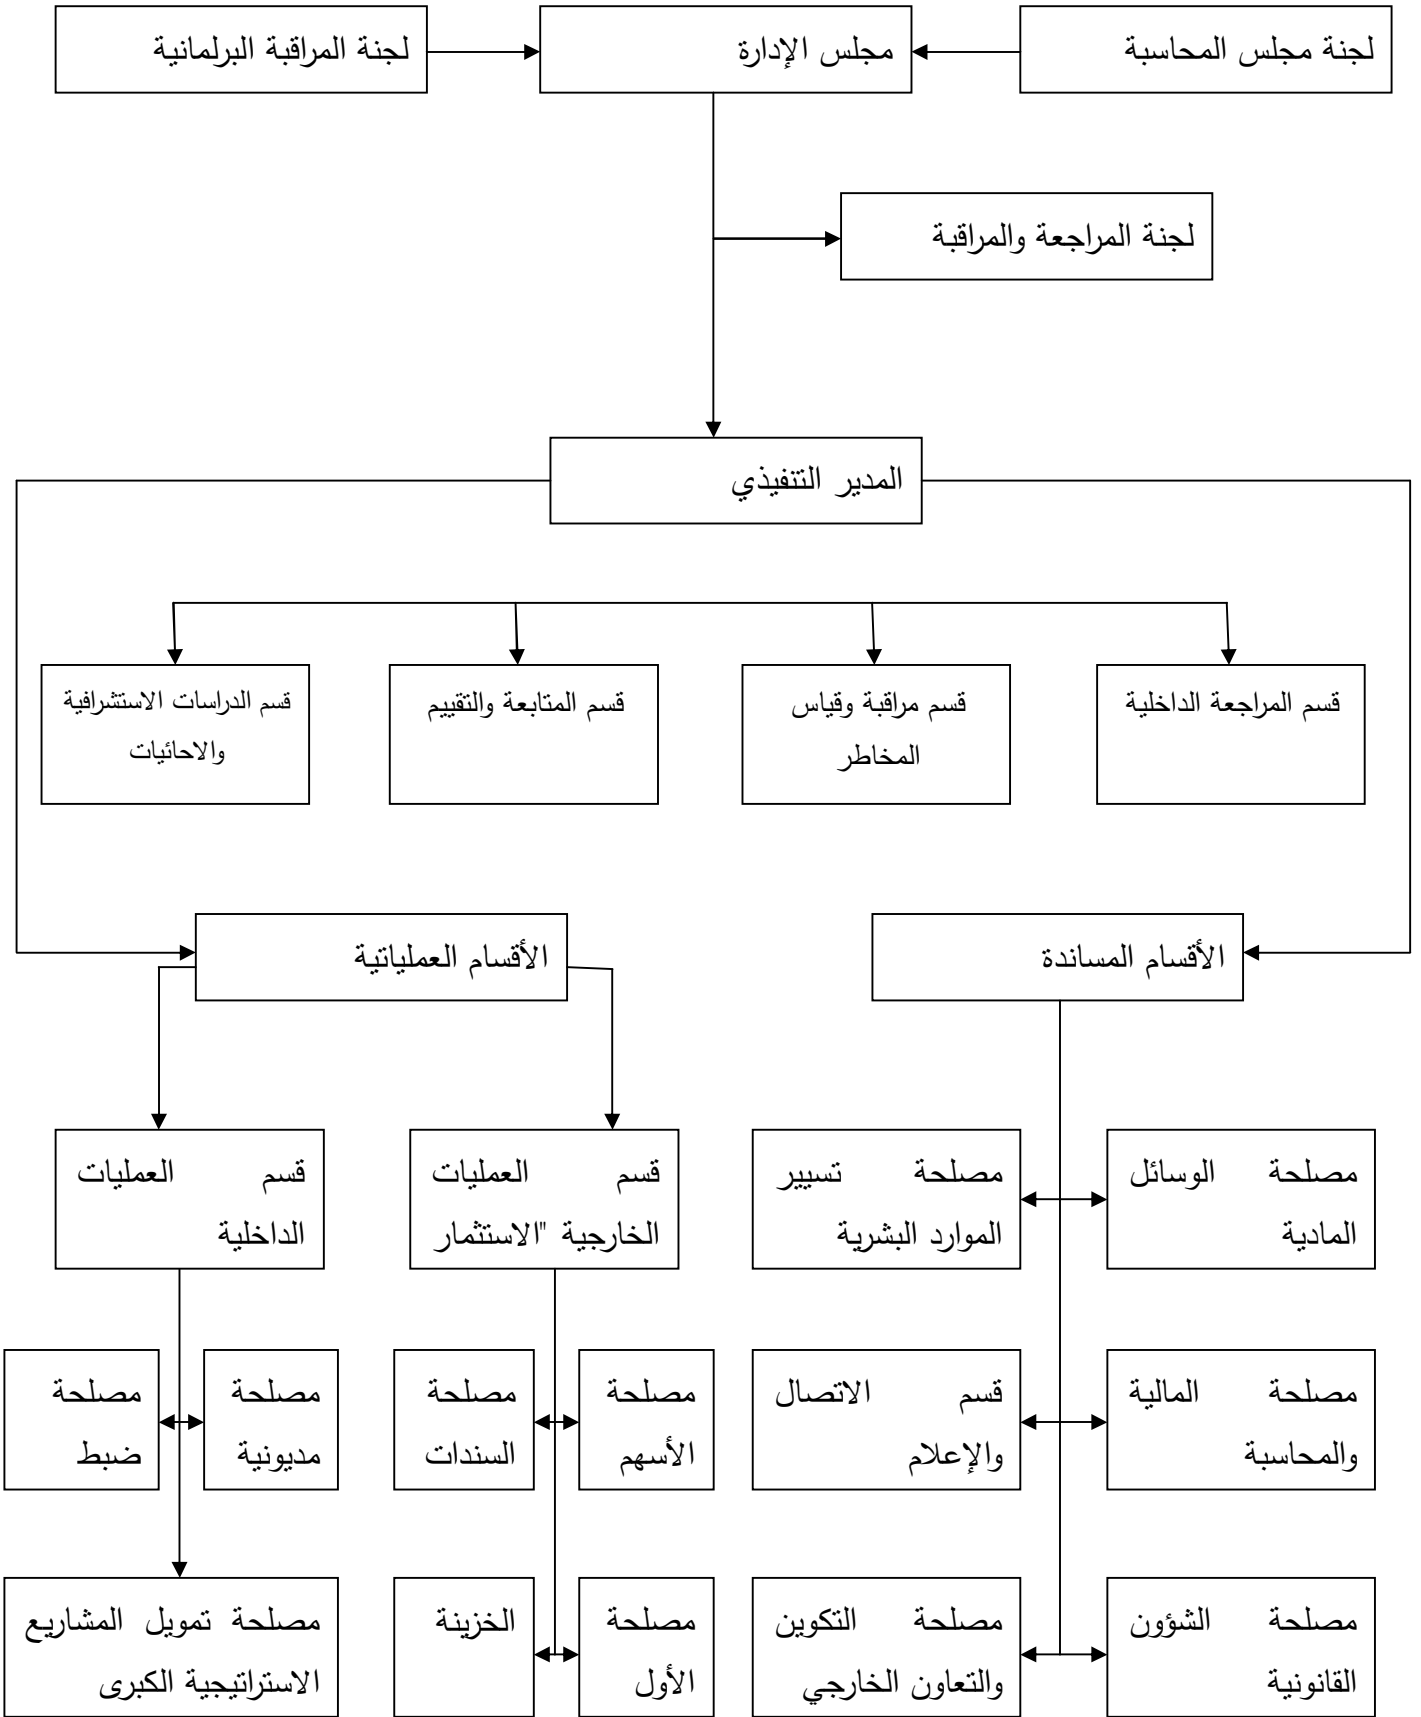 لجنة مجلس المحاسبة
مجلس الإدارة
لجنة المراقبة البرلمانية
لجنة المراجعة والمراقبة
المدير التنفيذي
قسم المراجعة الداخلية
قسم مراقبة وقياس
المخاطر
قسم المتابعة والتقييم
قسم الدراسات الاستشرافية
والاحائيات
الأقسام المساندة
الأقسام العملياتية
مصلحة الوسائل
المادية
مصلحة تسيير
الموارد البشرية
قسم العمليات
الخارجية "الاستثمار
قسم العمليات
الداخلية
مصلحة المالية
والمحاسبة
قسم الاتصال
والإعلام
مصلحة
الأسهم
مصلحة
السندات
مصلحة
مديونية
مصلحة
ضبط
مصلحة الشؤون
القانونية
مصلحة التكوين
والتعاون الخارجي
مصلحة
الأول
الخزينة
مصلحة تمويل المشاريع
الاستراتيجية الكبرى